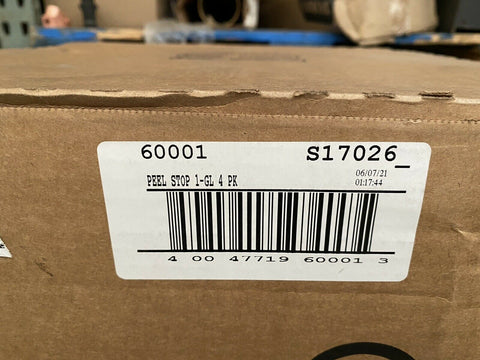 60001 S17026_
PEEL STOP 1-GL 4 PK
06/07/21
01:17:44
4 00 47719 60001 3